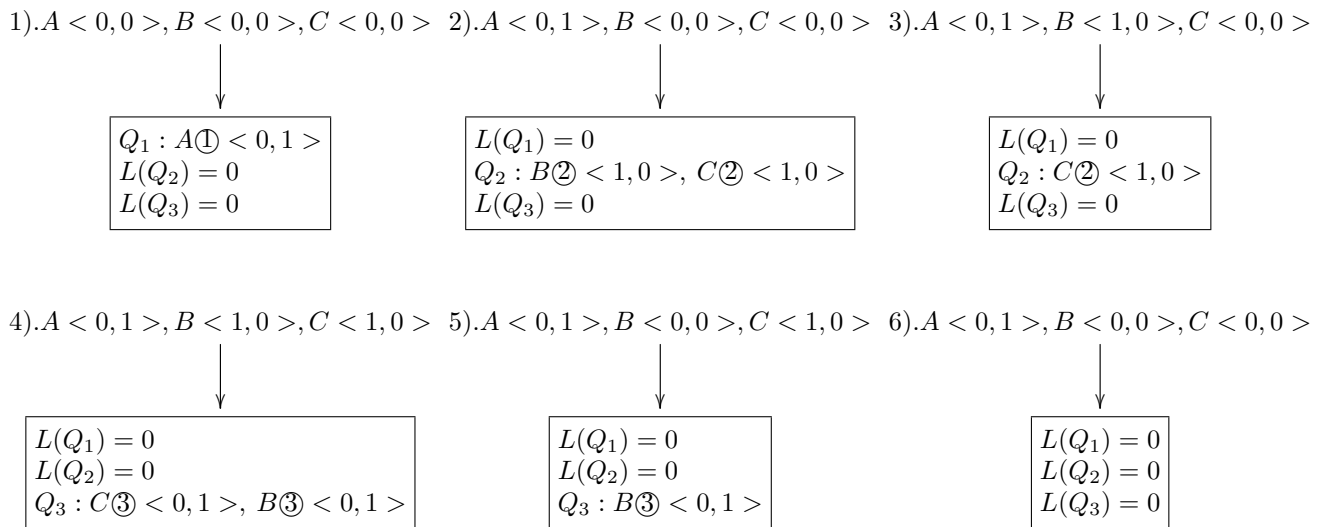 1).A < 0, 0 >, B < 0, 0 >, C < 0, 0 >
2).A < 0, 1 >, B < 0, 0 >, C < 0, 0 >
3).A < 0, 1 >, B < 1, 0 >, C < 0, 0 >
Q₁ : A① < 0, 1 >
L(Q₂) = 0
L(Q₃) = 0
L(Q₁) = 0
Q₂ : B② < 1, 0 >, C② < 1, 0 >
L(Q₃) = 0
L(Q₁) = 0
Q₂ : C② < 1, 0 >
L(Q₃) = 0
4).A < 0, 1 >, B < 1, 0 >, C < 1, 0 >
5).A < 0, 1 >, B < 0, 0 >, C < 1, 0 >
6).A < 0, 1 >, B < 0, 0 >, C < 0, 0 >
L(Q₁) = 0
L(Q₂) = 0
Q₃ : C③ < 0, 1 >, B③ < 0, 1 >
L(Q₁) = 0
L(Q₂) = 0
Q₃ : B③ < 0, 1 >
L(Q₁) = 0
L(Q₂) = 0
L(Q₃) = 0